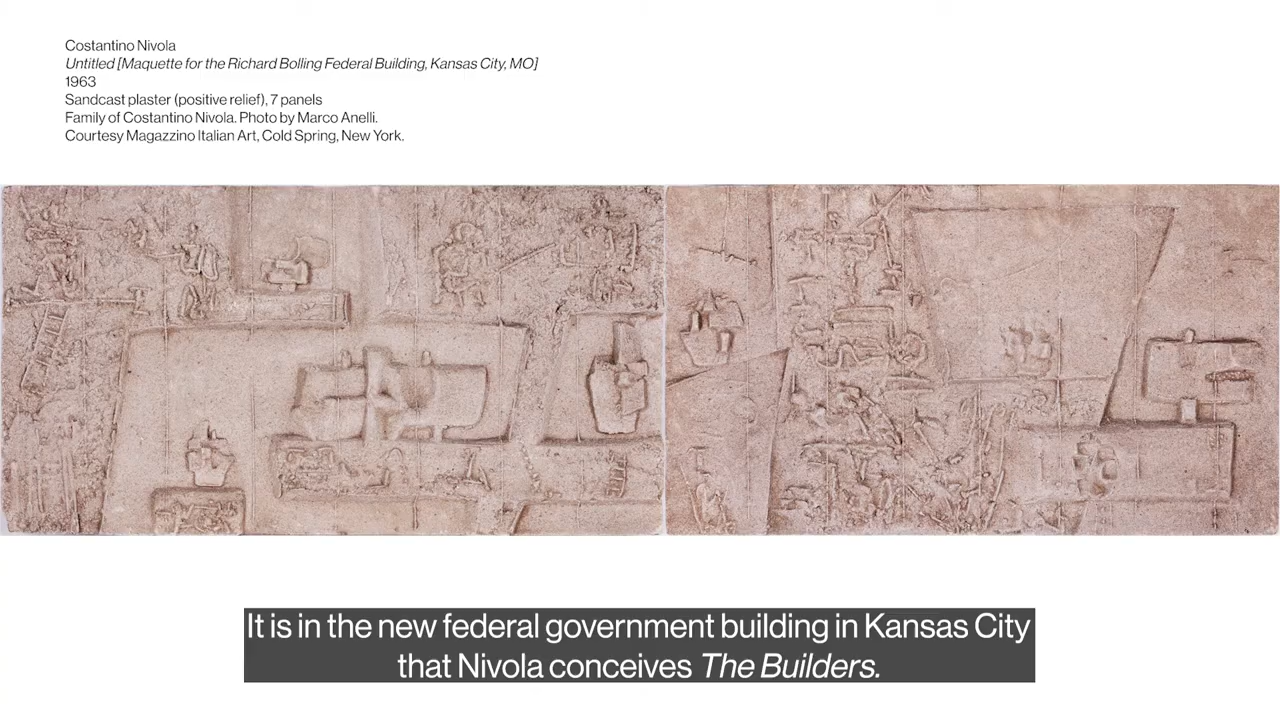 Costantino Nivola
Untitled [Maquette for the Richard Bolling Federal Building, Kansas City, MO]
1963
Sandcast plaster (positive relief), 7 panels
Family of Costantino Nivola. Photo by Marco Anelli.
Courtesy Magazzino Italian Art, Cold Spring, New York.
It is in the new federal government building in Kansas City
that Nivola conceives The Builders.